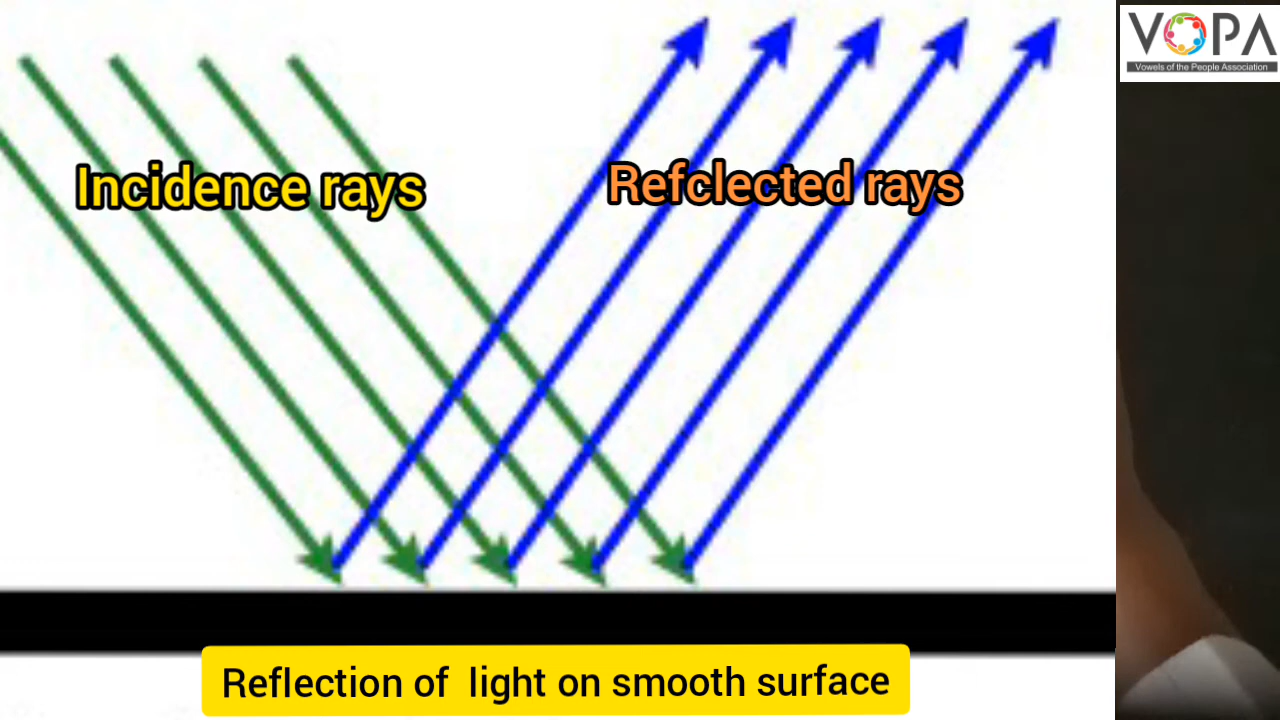 VOPA
Vowels of the People Association
Incidence rays
Refclected rays
Reflection of light on smooth surface